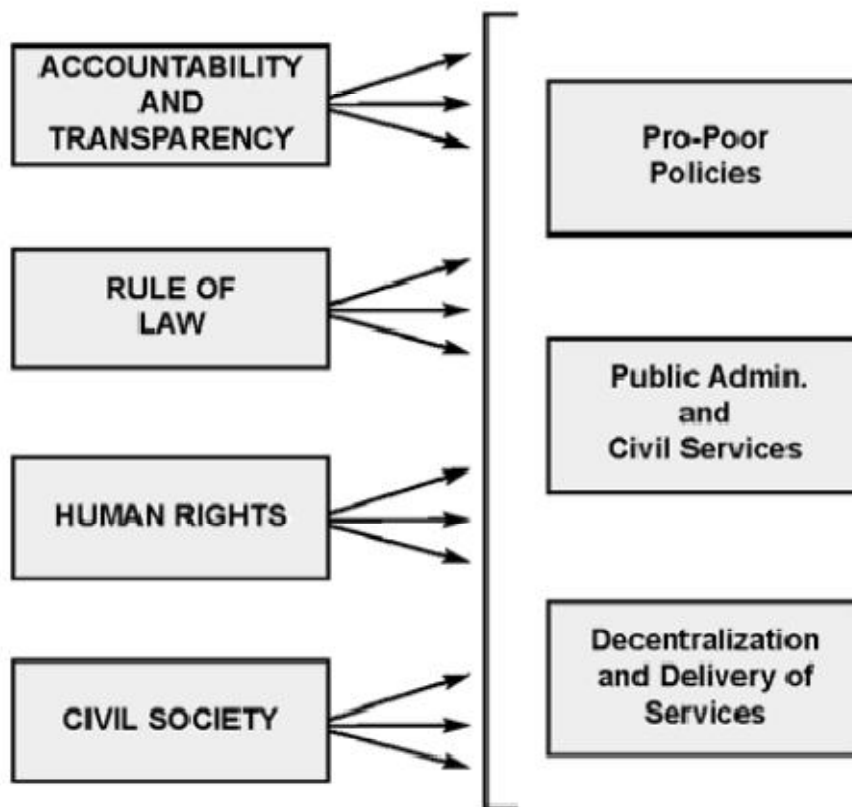 ACCOUNTABILITY
AND
TRANSPARENCY
RULE OF
LAW
HUMAN RIGHTS
CIVIL SOCIETY
Pro-Poor
Policies
Public Admin.
and
Civil Services
Decentralization
and Delivery of
Services